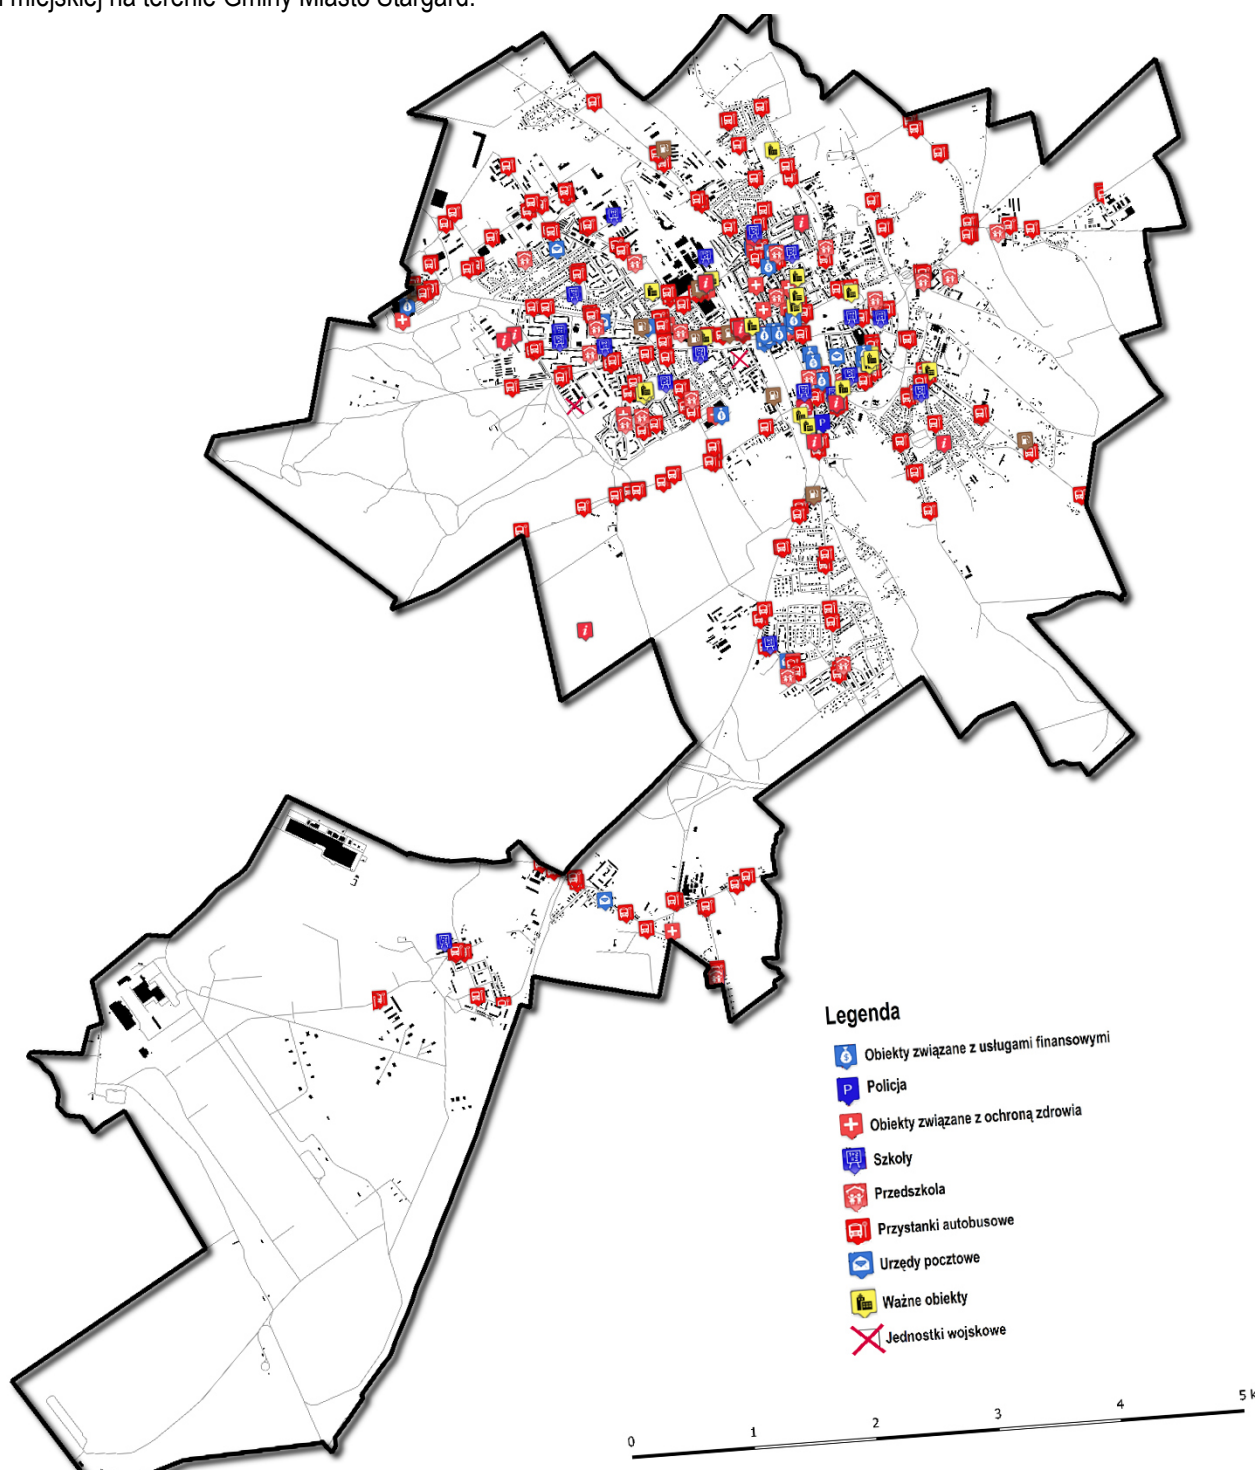 miejskiej na terenie Gminy Miasto Stargard.
Legenda
Obiekty związane z usługami finansowymi
Policja
Obiekty związane z ochroną zdrowia
Szkoły
Przedszkola
Przystanki autobusowe
Urzędy pocztowe
Ważne obiekty
Jednostki wojskowe
0 1 2 3 4 5 k